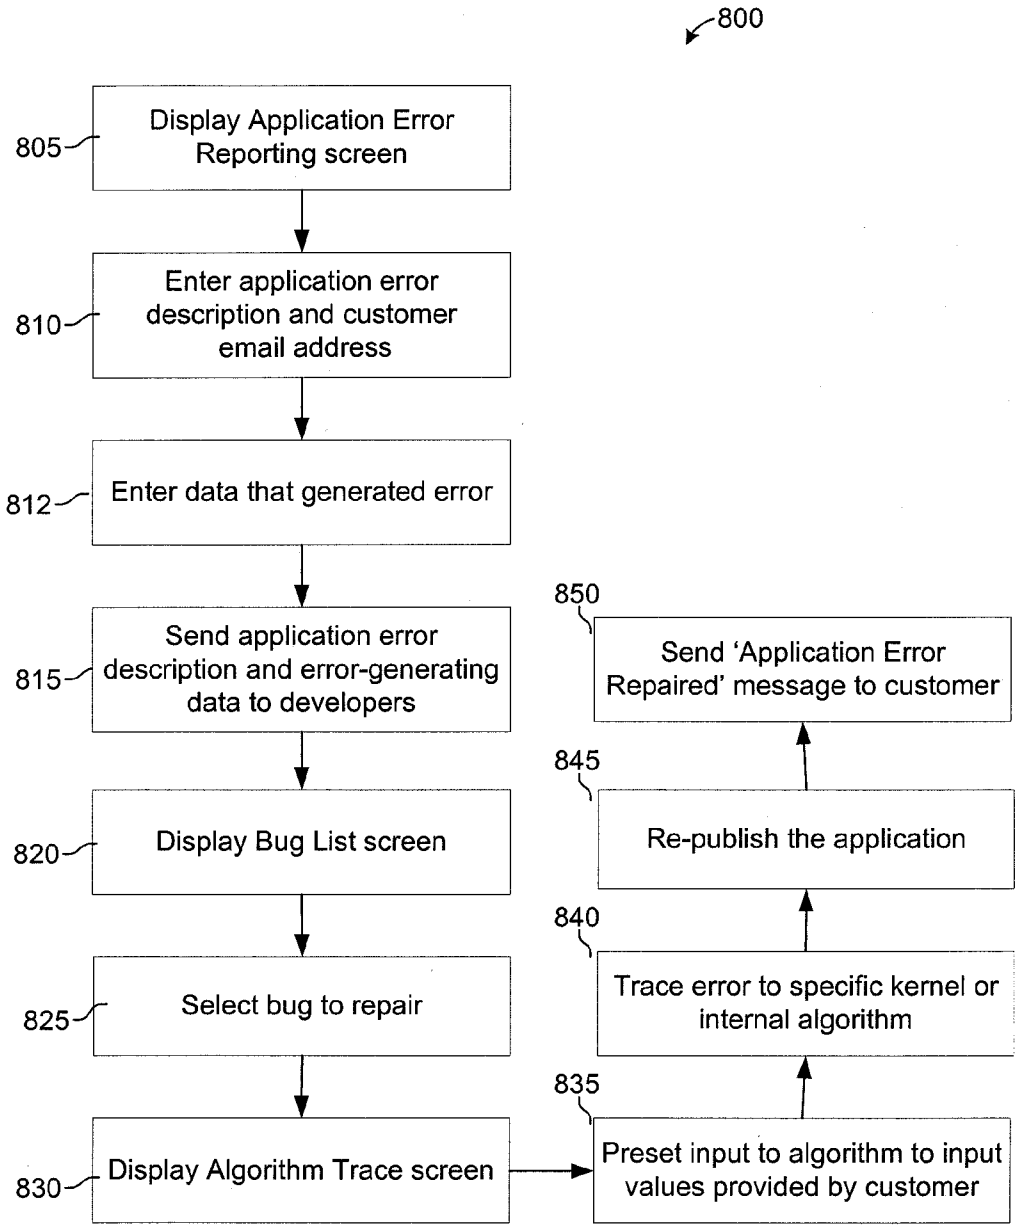 800
805
Display Application Error
Reporting screen
810
Enter application error
description and customer
email address
812
Enter data that generated error
815
Send application error
description and error-generating
data to developers
820
Display Bug List screen
825
Select bug to repair
830
Display Algorithm Trace screen
835
Preset input to algorithm to input
values provided by customer
840
Trace error to specific kernel or
internal algorithm
845
Re-publish the application
850
Send ‘Application Error
Repaired’ message to customer